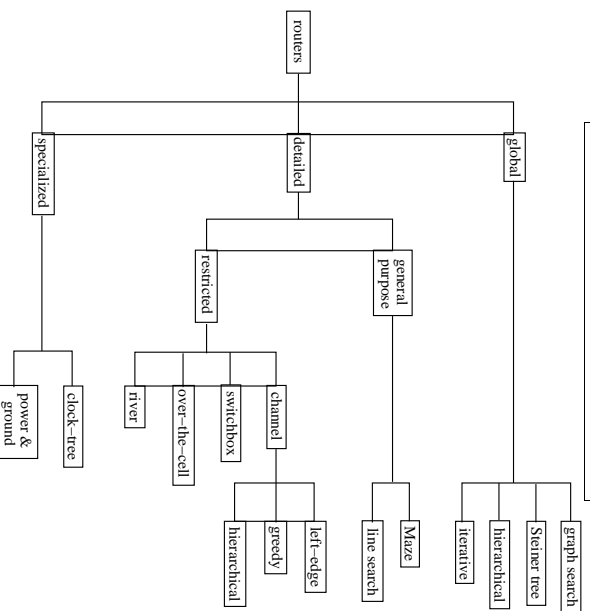 routers
global
detailed
specialized
general
purpose
restricted
graph search
Steiner tree
hierarchical
iterative
Maze
line search
channel
switchbox
over−the−cell
river
left−edge
greedy
hierarchical
clock−tree
power &
ground